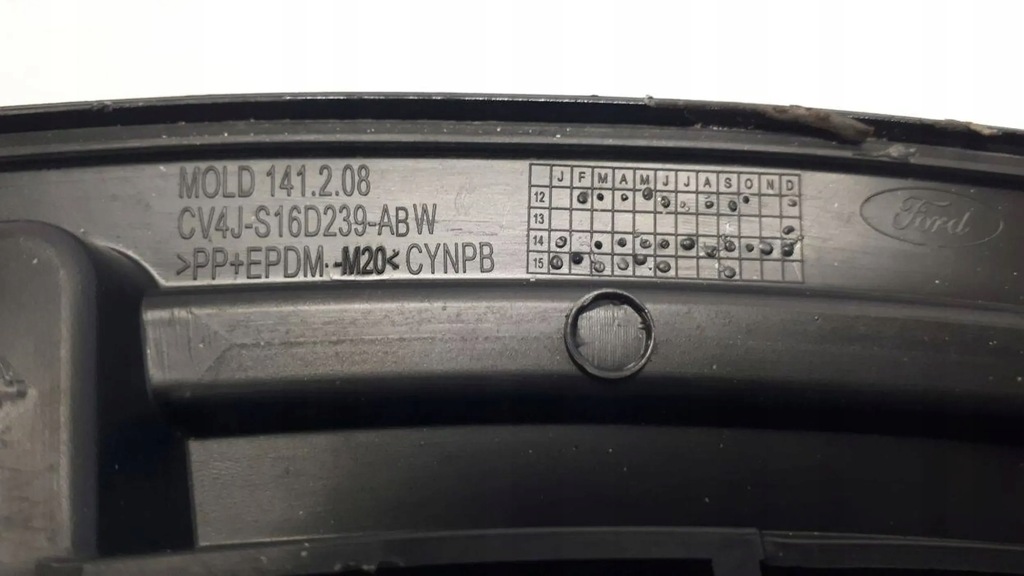 MOLD 141.2.08
CV4J-S16D239-ABW
>PP+EPDM-M20< CYNPB
J F M A M J J A S O N D
12
13
14
15
Ford